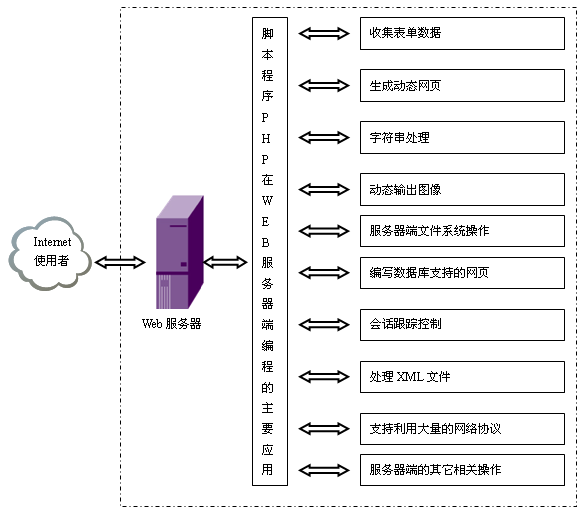 Internet
使用者
Web 服务器
脚本程序PHP在WEB服务器端编程的主要应用
收集表单数据
生成动态网页
字符串处理
动态输出图像
服务器端文件系统操作
编写数据库支持的网页
会话跟踪控制
处理 XML 文件
支持利用大量的网络协议
服务器端的其它相关操作